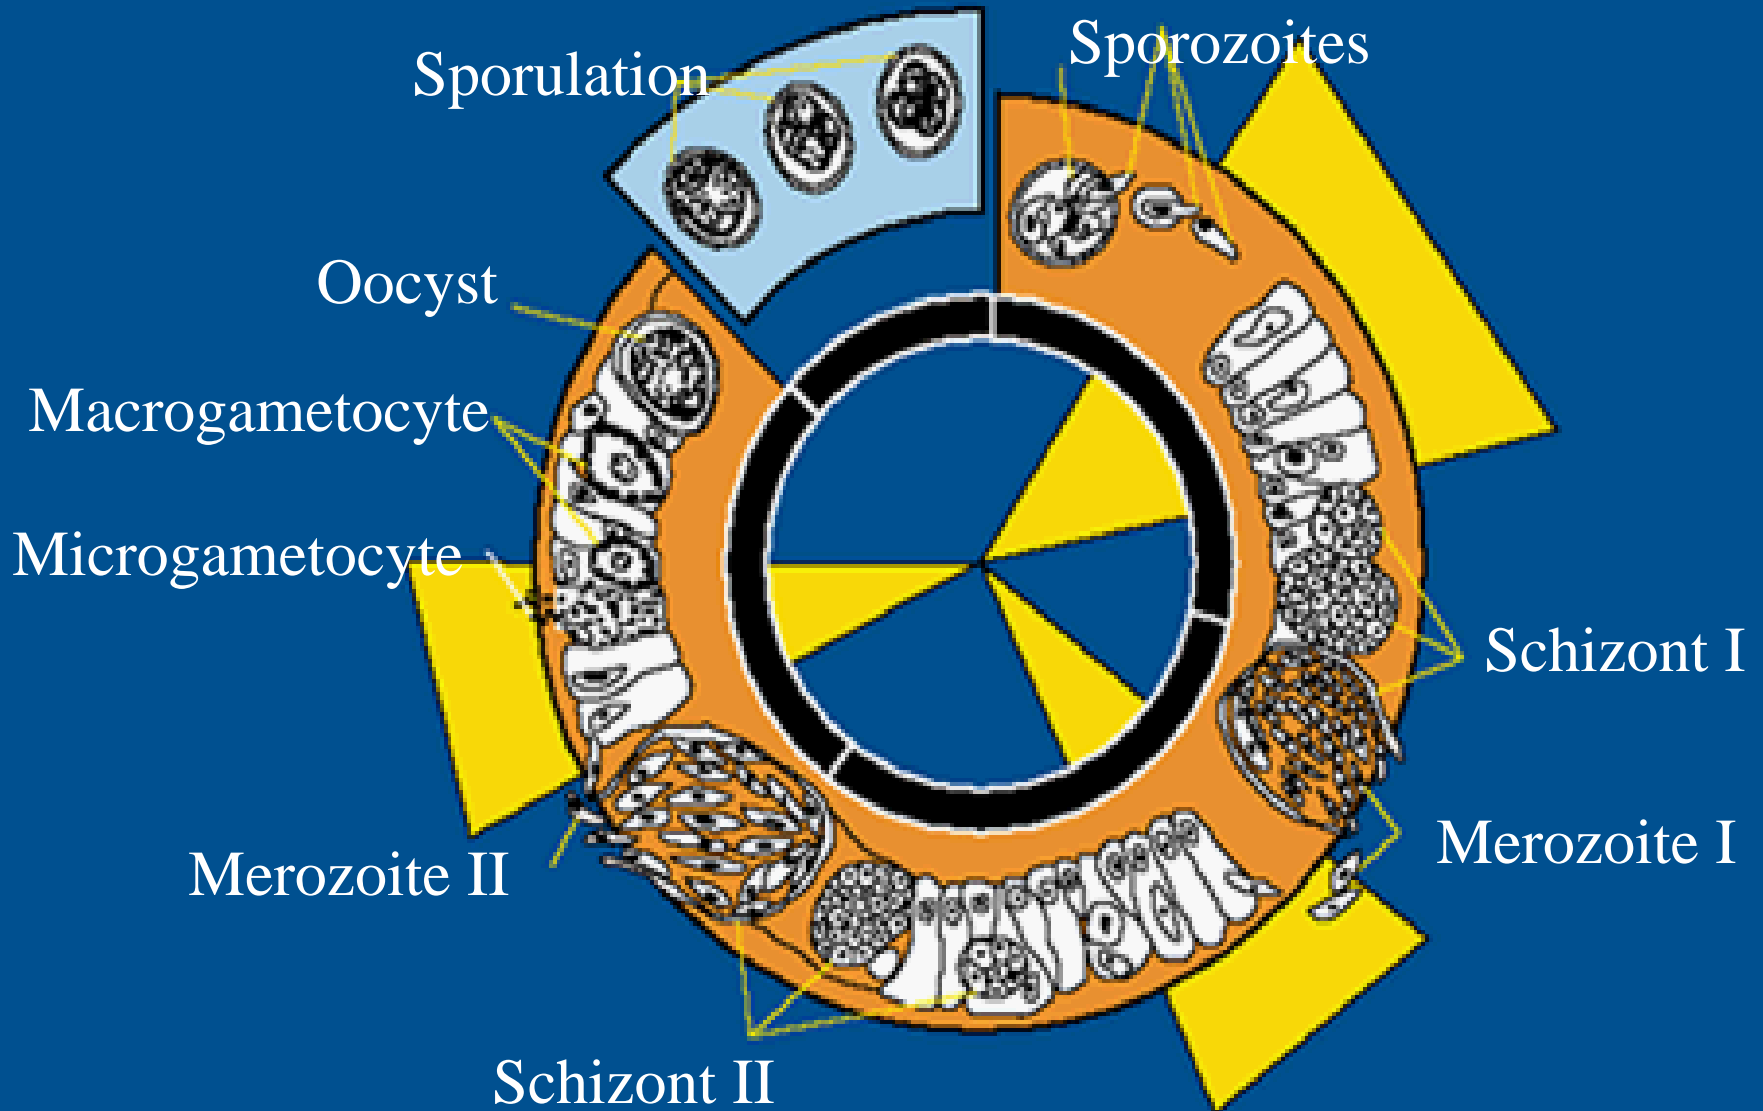 Sporulation
Sporozoites
Oocyst
Macrogametocyte
Microgametocyte
Schizont I
Merozoite I
Merozoite II
Schizont II